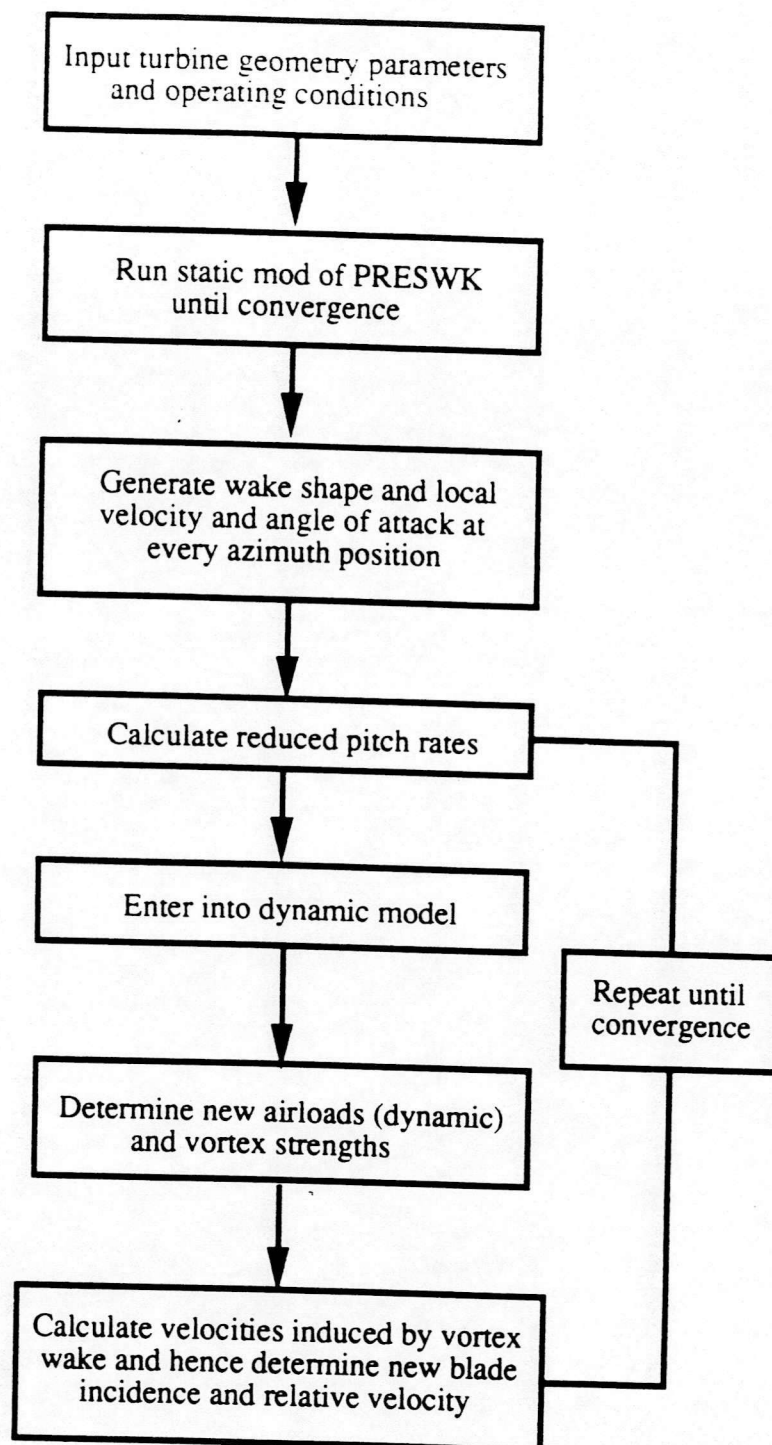 Input turbine geometry parameters
and operating conditions
Run static mod of PRESWK
until convergence
Generate wake shape and local
velocity and angle of attack at
every azimuth position
Calculate reduced pitch rates
Enter into dynamic model
Repeat until
convergence
Determine new airloads (dynamic)
and vortex strengths
Calculate velocities induced by vortex
wake and hence determine new blade
incidence and relative velocity